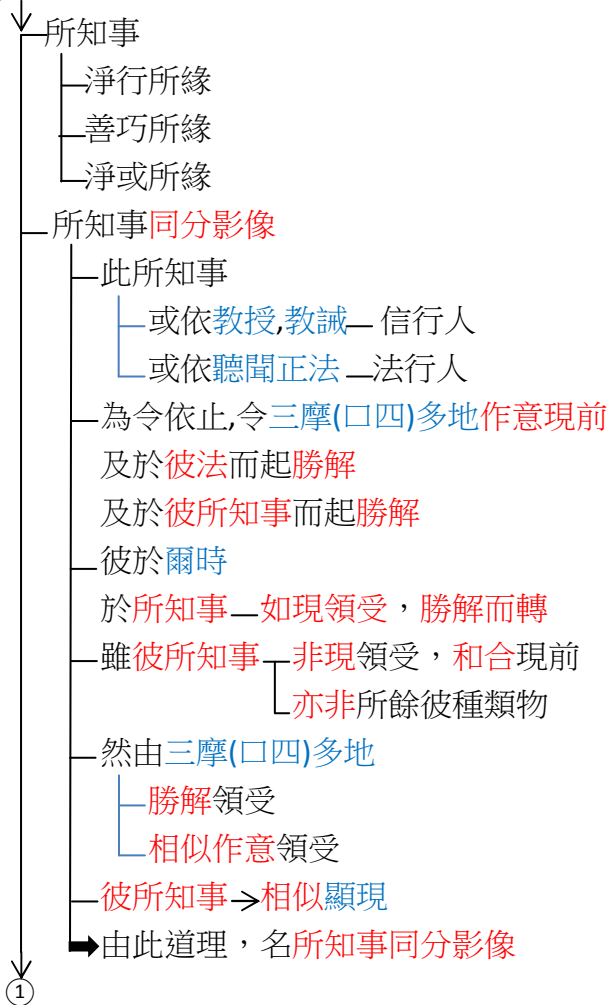 所知事
淨行所緣
善巧所緣
淨或所緣
所知事同分影像
此所知事
或依教授,教誡 信行人
或依聽聞正法 法行人
為令依止,令三摩(口四)多地作意現前
及於彼法而起勝解
及於彼所知事而起勝解
彼於爾時
於所知事 如現領受，勝解而轉
雖彼所知事 非現領受，和合現前
亦非所餘彼種類物
然由三摩(口四)多地
勝解領受
相似作意領受
彼所知事→相似顯現
➡由此道理，名所知事同分影像
①